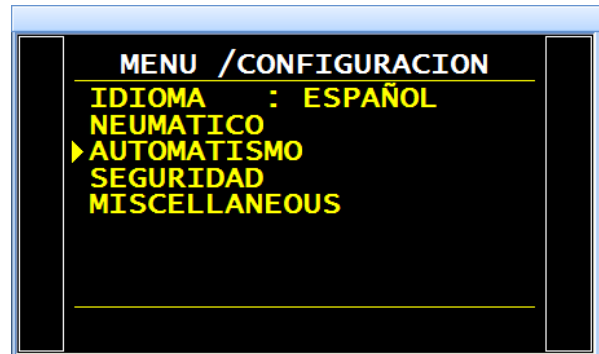 MENU /CONFIGURACION
IDIOMA : ESPAÑOL
NEUMATICO
AUTOMATISMO
SEGURIDAD
MISCELLANEOUS